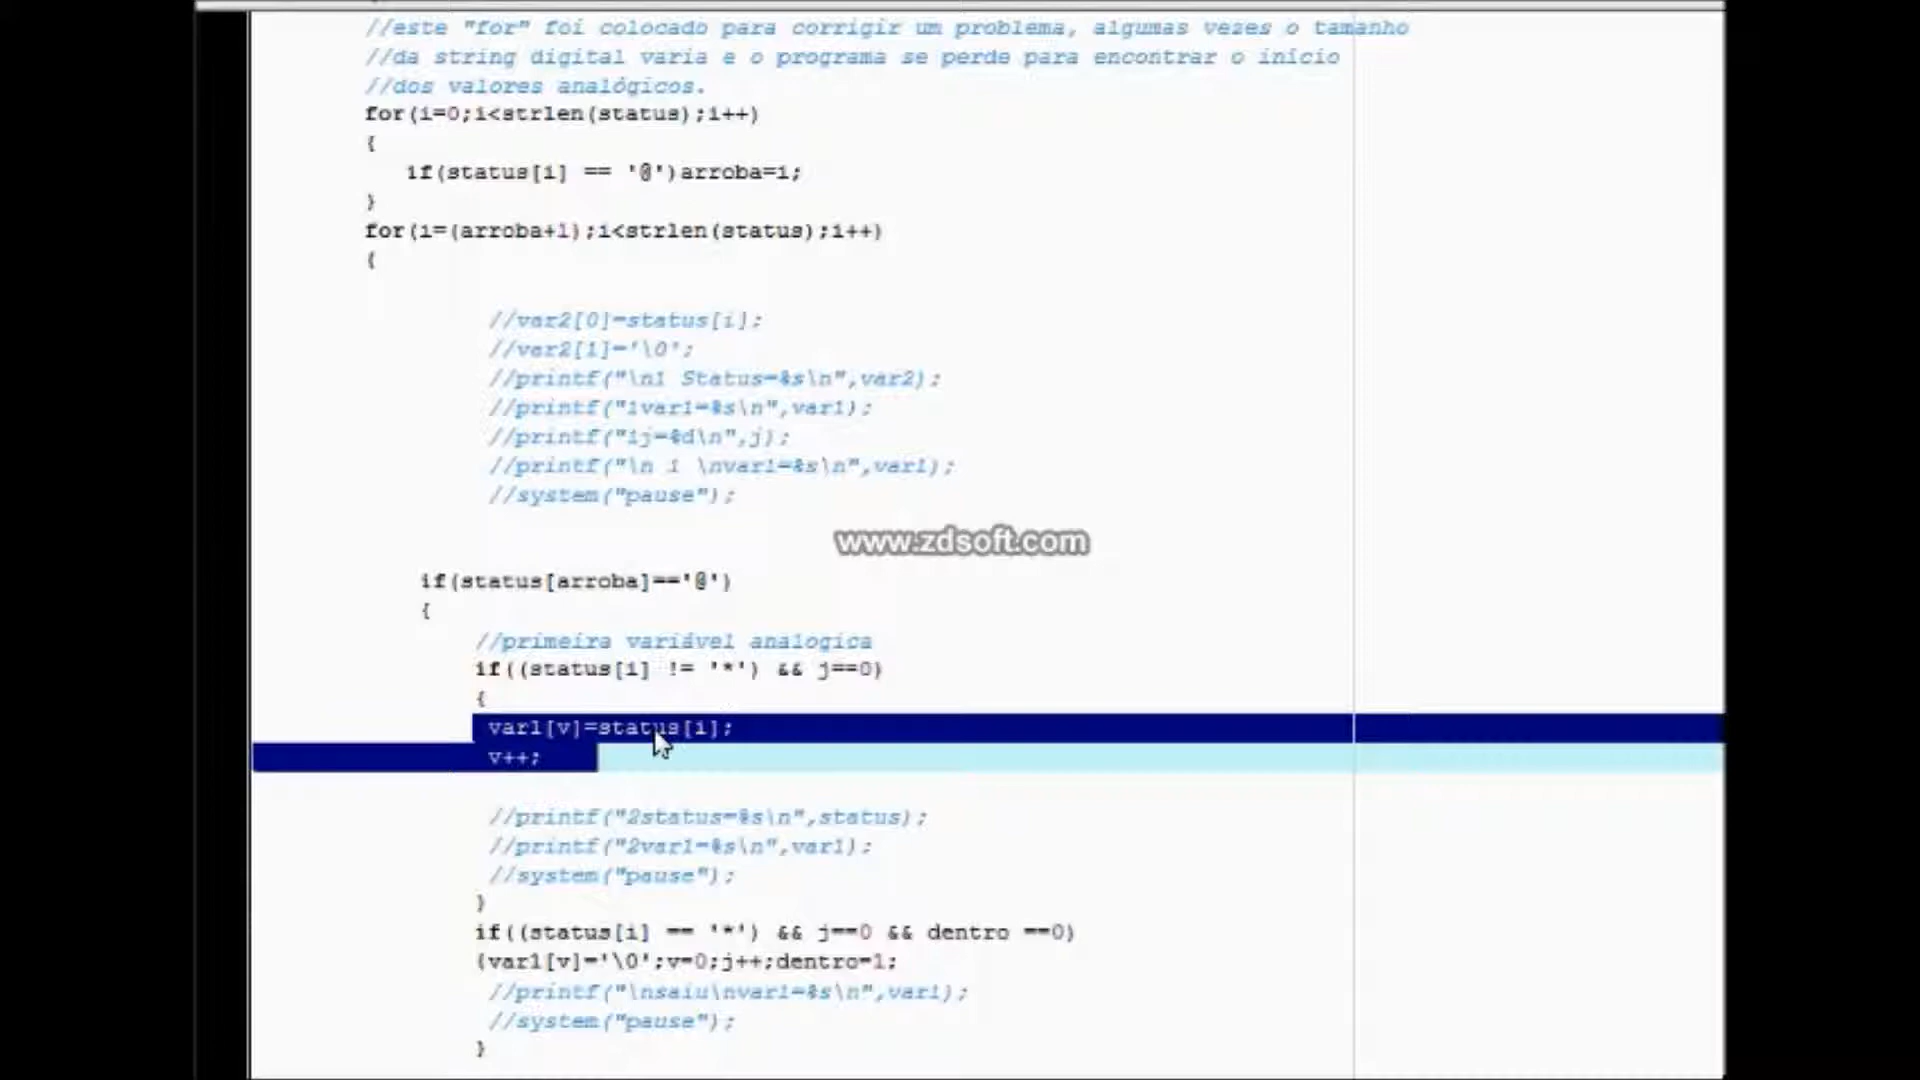 //este "for" foi colocado para corrigir um problema, algumas vezes o tamanho
//da string digital varia e o programa se perde para encontrar o início
//dos valores analógicos.
for(i=0;i<strlen(status);i++)
{
if(status[i] == '@')arroba=i;
}
for(i=(arroba+1);i<strlen(status);i++)
{
//var2[0]=status[i];
//var2[1]='\0';
//printf("\n1 Status=%s\n",var2);
//printf("1var1=%s\n",var1);
//printf("1j=%d\n",j);
//printf("\n 1 \nvar1=%s\n",var1);
//system("pause");
www.zdsoft.com
if(status[arroba]=='@')
{
//primeira variável analogica
if((status[i] != '*') && j==0)
{
var1[v]=status[i];
v++;
//printf("2status=%s\n",status);
//printf("2var1=%s\n",var1);
//system("pause");
}
if((status[i] == '*') && j==0 && dentro ==0)
{var1[v]='\0';v=0;j++;dentro=1;
//printf("\nsaiu\nvar1=%s\n",var1);
//system("pause");
}